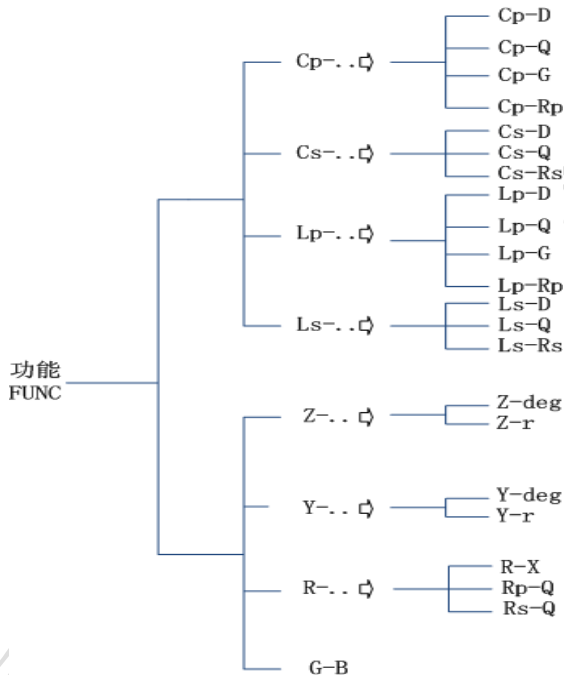 功能
FUNC
Cp-..
Cp-D
Cp-Q
Cp-G
Cp-Rp
Cs-..
Cs-D
Cs-Q
Cs-Rs
Lp-..
Lp-D
Lp-Q
Lp-G
Lp-Rp
Ls-..
Ls-D
Ls-Q
Ls-Rs
Z-..
Z-deg
Z-r
Y-..
Y-deg
Y-r
R-..
R-X
Rp-Q
Rs-Q
G-B